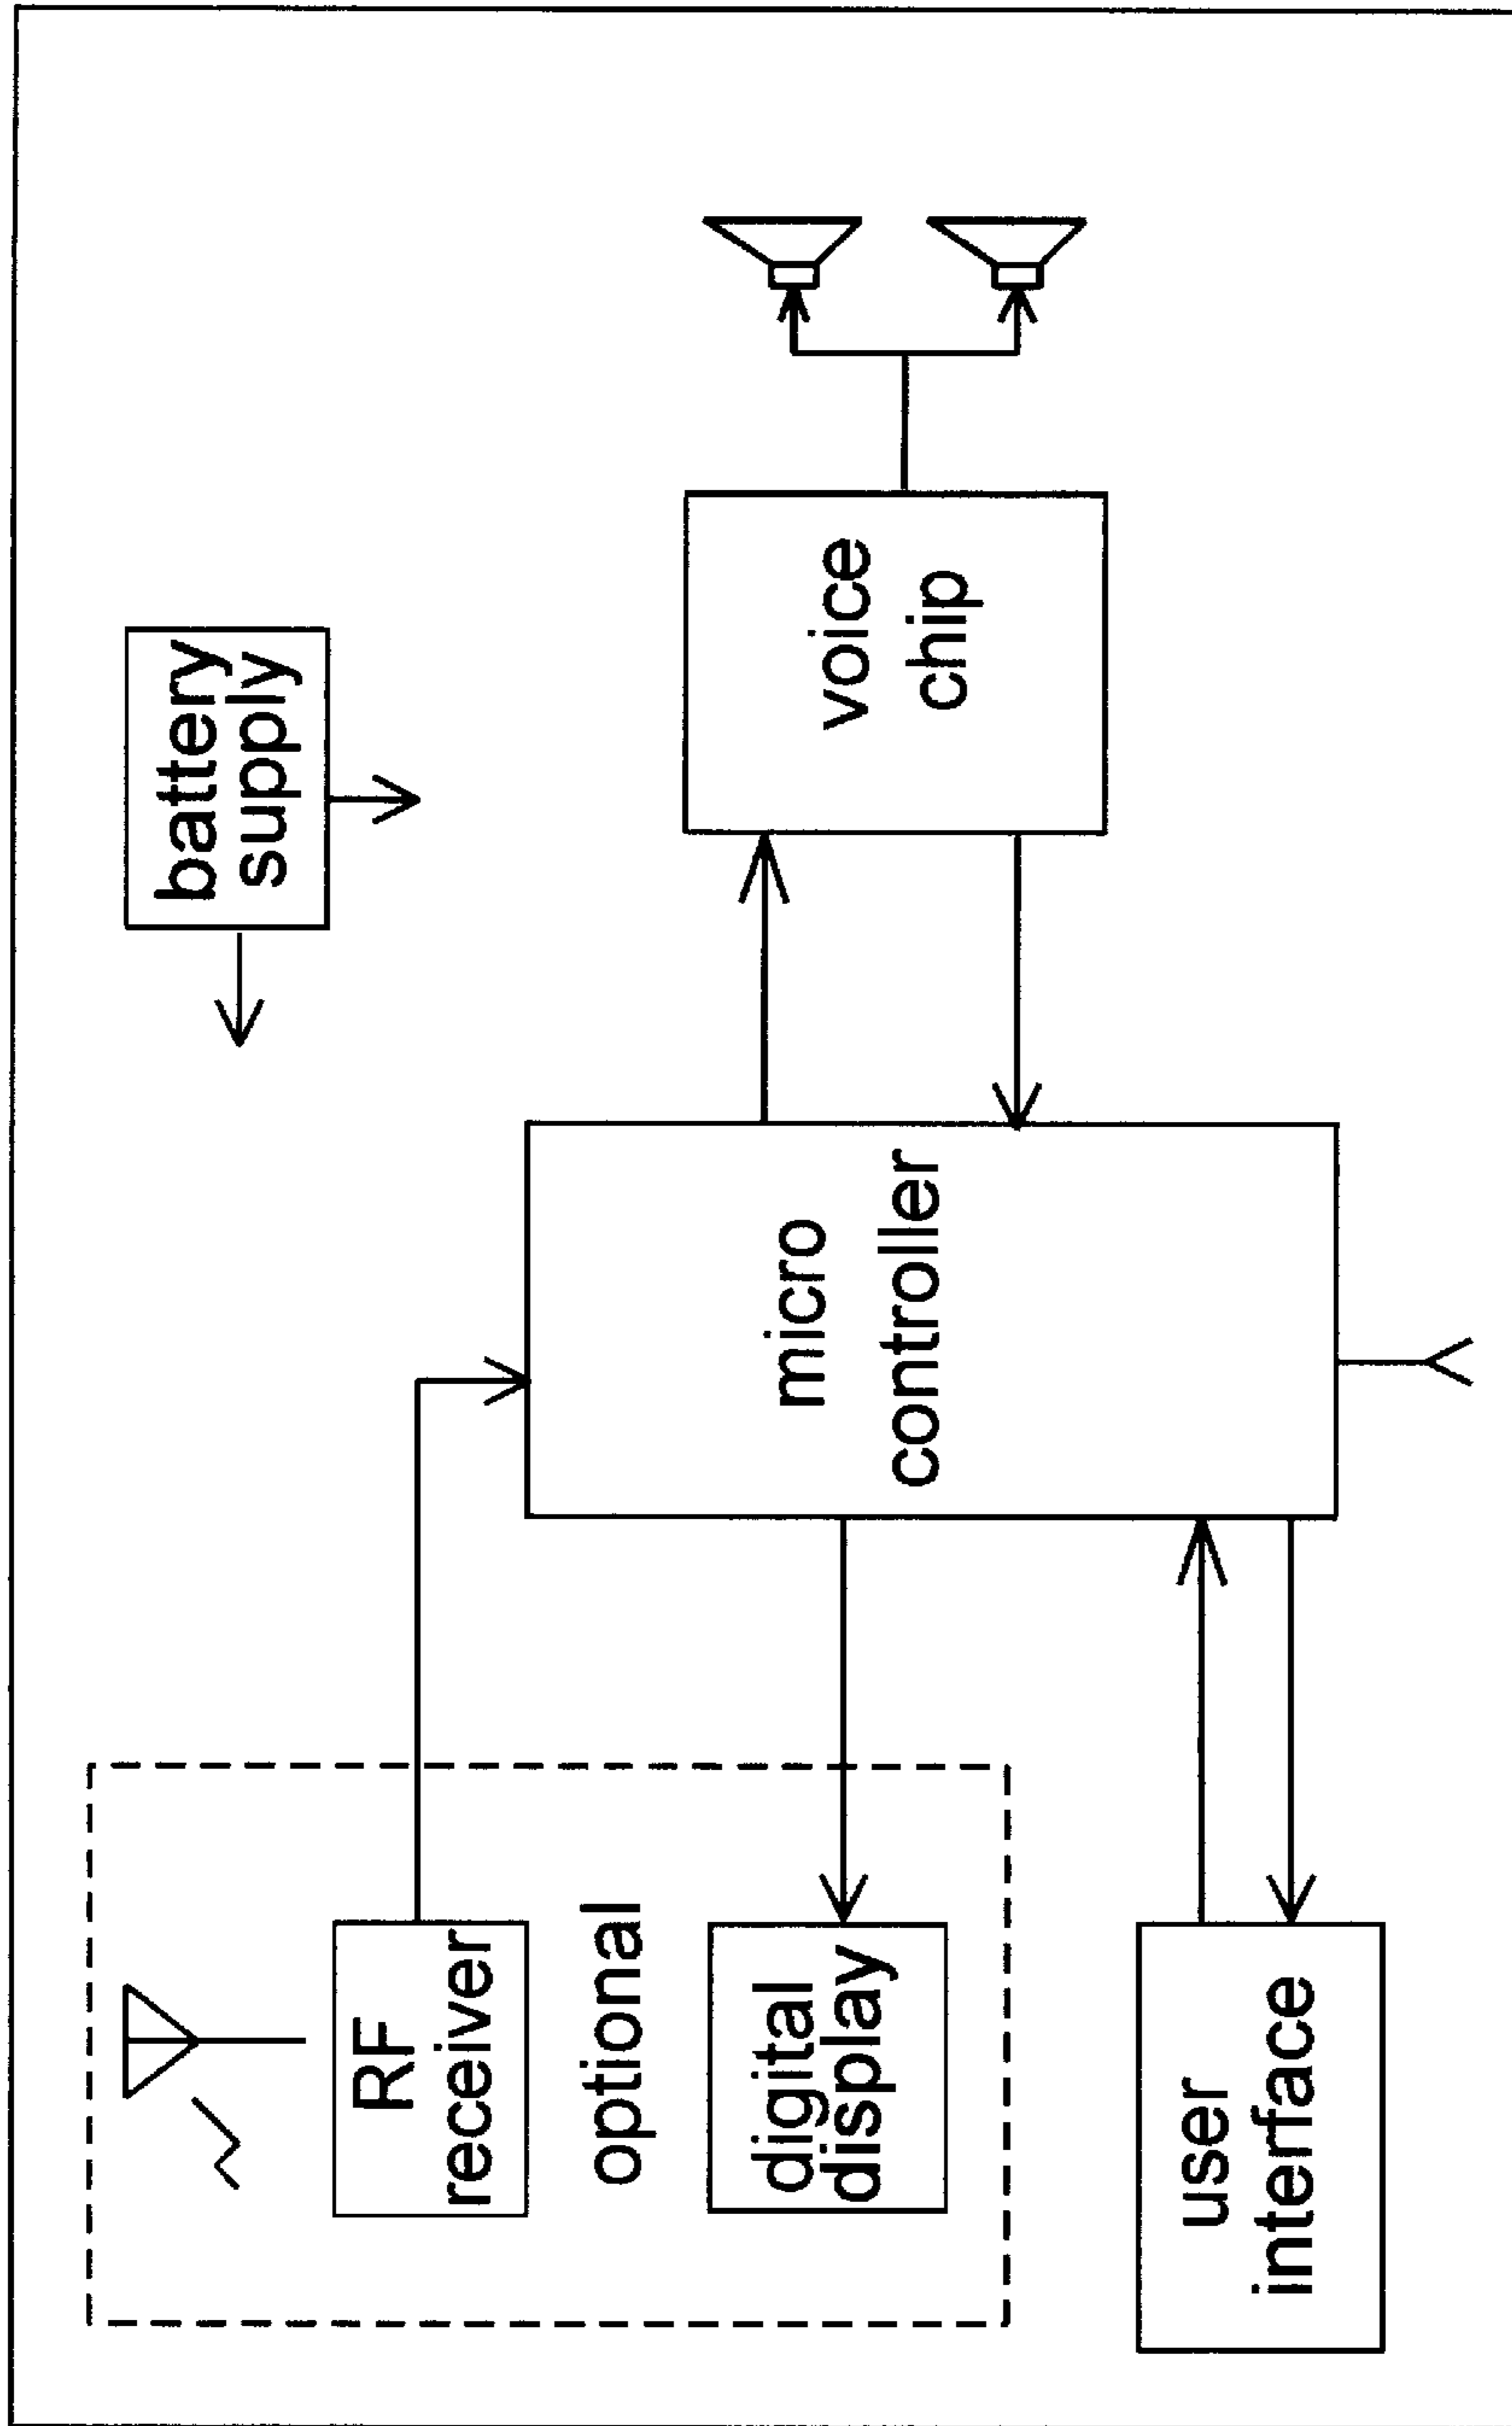 battery
supply
RF
receiver
optional
digital
display
micro
controller
voice
chip
user
interface